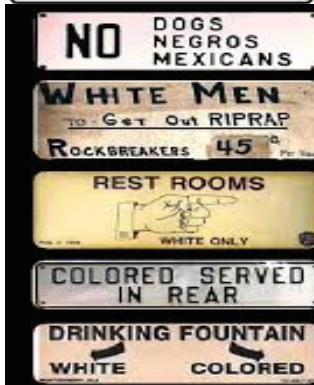 NO DOGS
NEGROS
MEXICANS
WHITE MEN
TO Get Out RIPRAP
ROCKBREAKERS 45¢ Per
REST ROOMS
WHITE ONLY
COLORED SERVED
IN REAR
DRINKING FOUNTAIN
WHITE COLORED